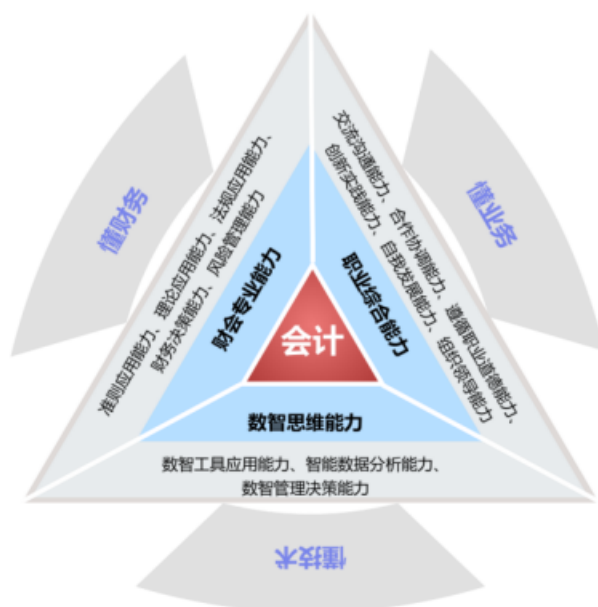 懂财务
懂业务
准则应用能力、理论应用能力、法规应用能力、
财务决策能力、风险管理能力
财会专业能力
交流沟通能力、合作协调能力、遵循职业道德能力、
创新实践能力、自我发展能力、组织领导能力
职业综合能力
会计
数智思维能力
数智工具应用能力、智能数据分析能力、
数智管理决策能力
懂技术